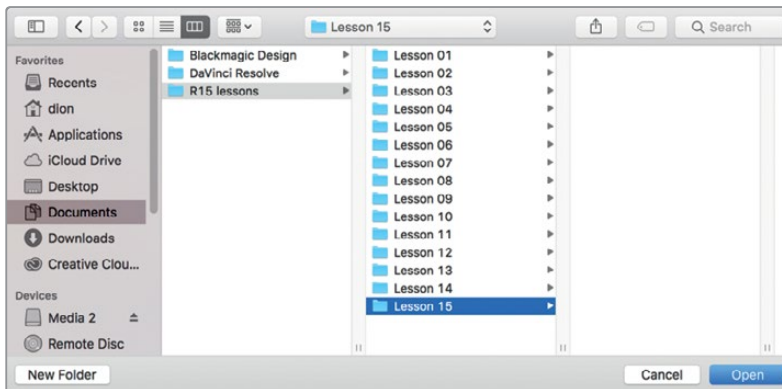 Lesson 15
Search
Favorites
Recents
dion
Applications
iCloud Drive
Desktop
Documents
Downloads
Creative Clou...
Devices
Media 2
Remote Disc
Blackmagic Design
DaVinci Resolve
R15 lessons
Lesson 01
Lesson 02
Lesson 03
Lesson 04
Lesson 05
Lesson 06
Lesson 07
Lesson 08
Lesson 09
Lesson 10
Lesson 11
Lesson 12
Lesson 13
Lesson 14
Lesson 15
New Folder
Cancel
Open